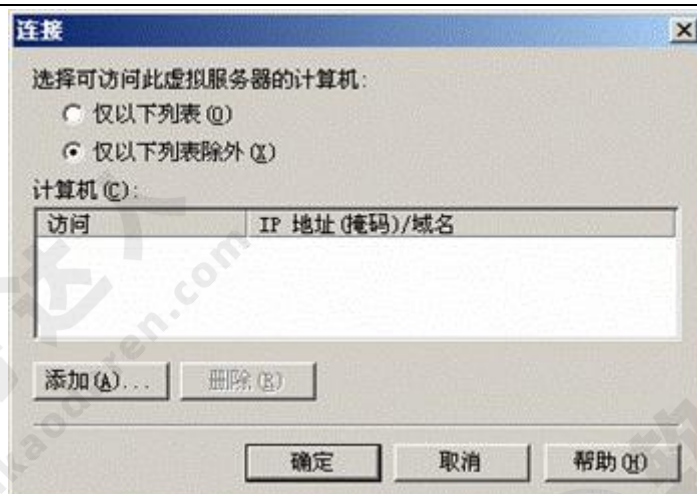 连接
选择可访问此虚拟服务器的计算机:
仅以下列表(O)
仅以下列表除外(X)
计算机(C):
访问 IP 地址(掩码)/域名
添加(A)... 删除(R)
确定 取消 帮助(H)